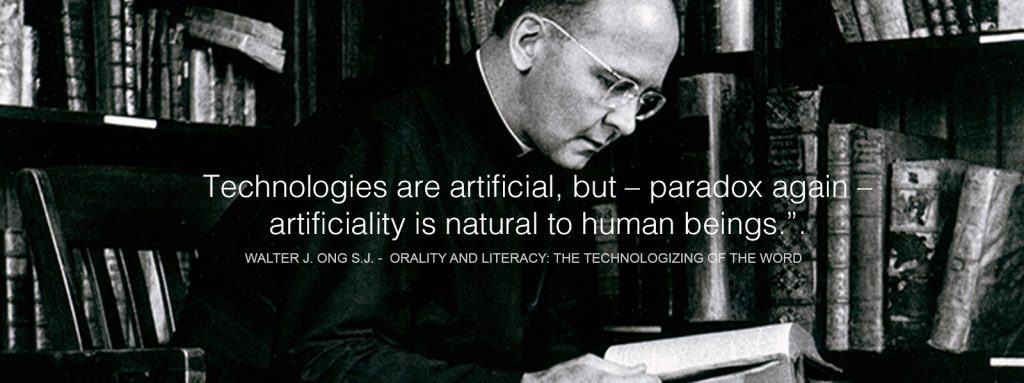 Technologies are artificial, but – paradox again –
artificiality is natural to human beings.”.
WALTER J. ONG S.J. - ORALITY AND LITERACY: THE TECHNOLOGIZING OF THE WORD